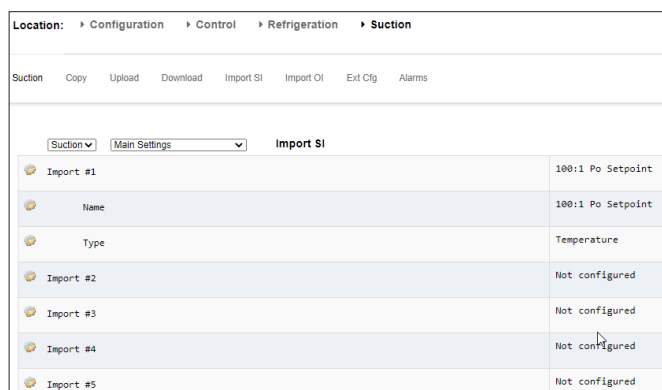 Location: Configuration Control Refrigeration Suction
Suction Copy Upload Download Import SI Import OI Ext Cfg Alarms
Suction Main Settings Import SI
Import #1 100:1 Po Setpoint
Name 100:1 Po Setpoint
Type Temperature
Import #2 Not configured
Import #3 Not configured
Import #4 Not configured
Import #5 Not configured